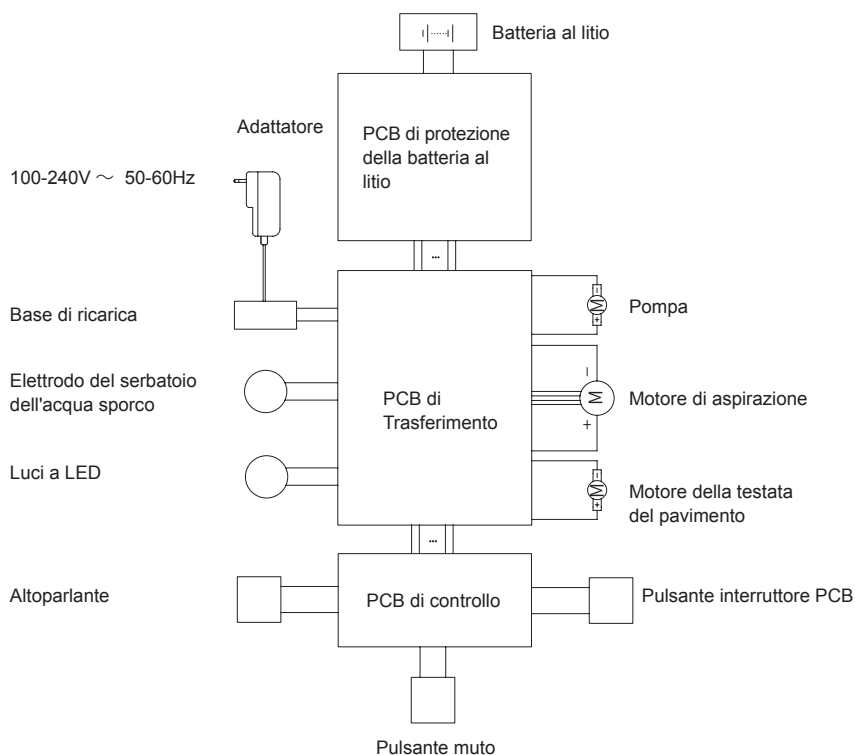 Batteria al litio
Adattatore
PCB di protezione
della batteria al
litio
100-240V ～ 50-60Hz
Base di ricarica
Pompa
M
Elettrodo del serbatoio
dell'acqua sporco
PCB di
Trasferimento
M
Motore di aspirazione
Luci a LED
M
Motore della testata
del pavimento
Altoparlante
PCB di controllo
Pulsante interruttore PCB
Pulsante muto